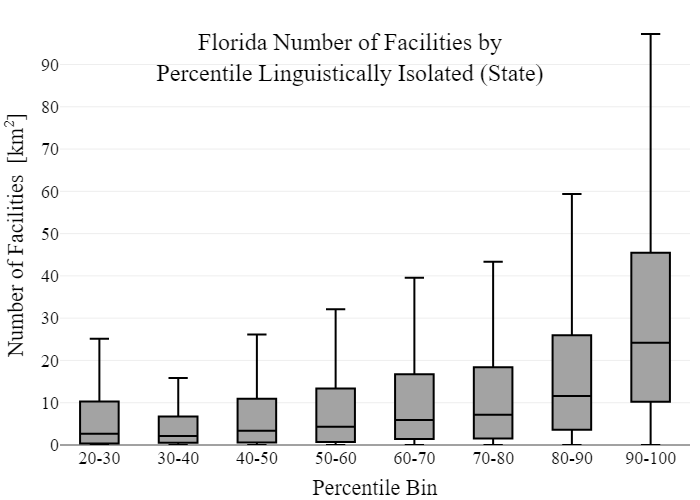 Florida Number of Facilities by
Percentile Linguistically Isolated (State)
Number of Facilities [km²]
90
80
70
60
50
40
30
20
10
0
20-30 30-40 40-50 50-60 60-70 70-80 80-90 90-100
Percentile Bin